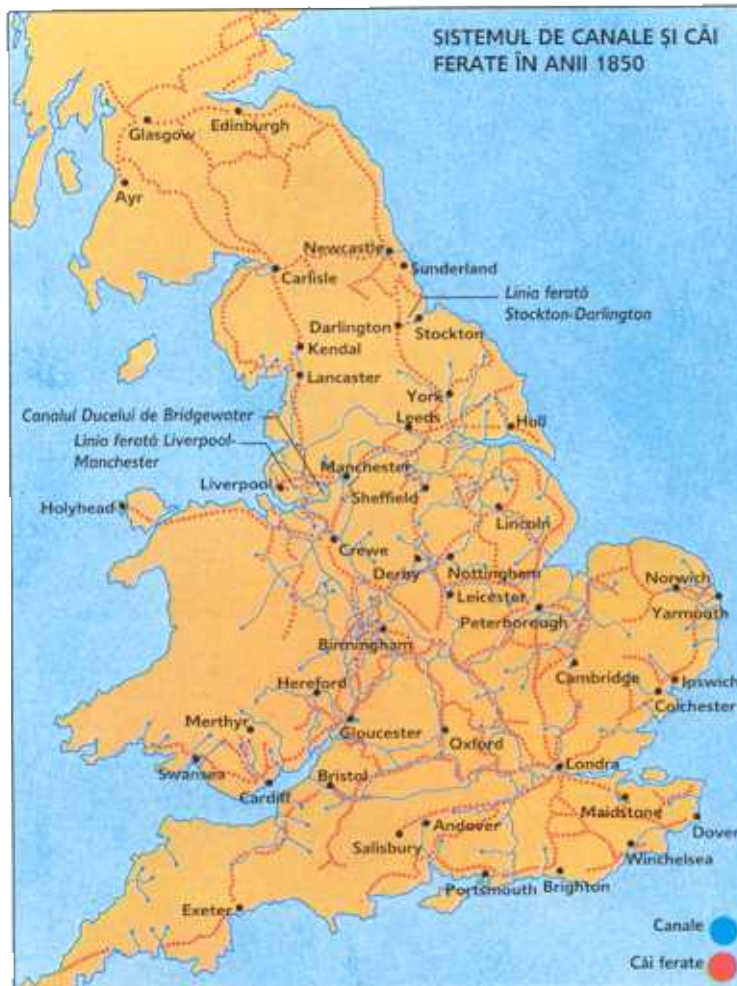 SISTEMUL DE CANALE ȘI CĂI
FERATE ÎN ANII 1850
Glasgow
Edinburgh
Ayr
Newcastle
Sunderland
Carlisle
Linia ferată
Stockton-Darlington
Darlington
Stockton
Kendal
Lancaster
York
Leeds
Hull
Canalul Ducelui de Bridgewater
Linia ferată Liverpool-
Manchester
Manchester
Liverpool
Sheffield
Holyhead
Lincoln
Crewe
Derby
Nottingham
Norwich
Leicester
Yarmouth
Peterborough
Birmingham
Cambridge
Ipswich
Hereford
Colchester
Merthyr
Gloucester
Oxford
Londra
Swansea
Bristol
Cardiff
Maidstone
Dover
Andover
Salisbury
Winchelsea
Portsmouth
Brighton
Exeter
Canale
Căi ferate